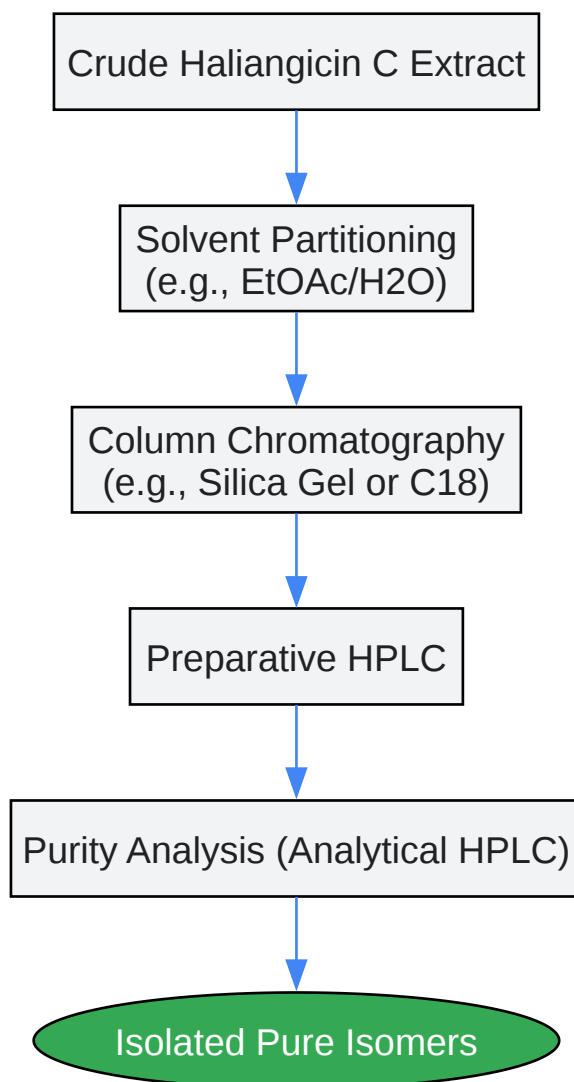 Crude Haliangicin C Extract
Solvent Partitioning
(e.g., EtOAc/H2O)
Column Chromatography
(e.g., Silica Gel or C18)
Preparative HPLC
Purity Analysis (Analytical HPLC)
Isolated Pure Isomers